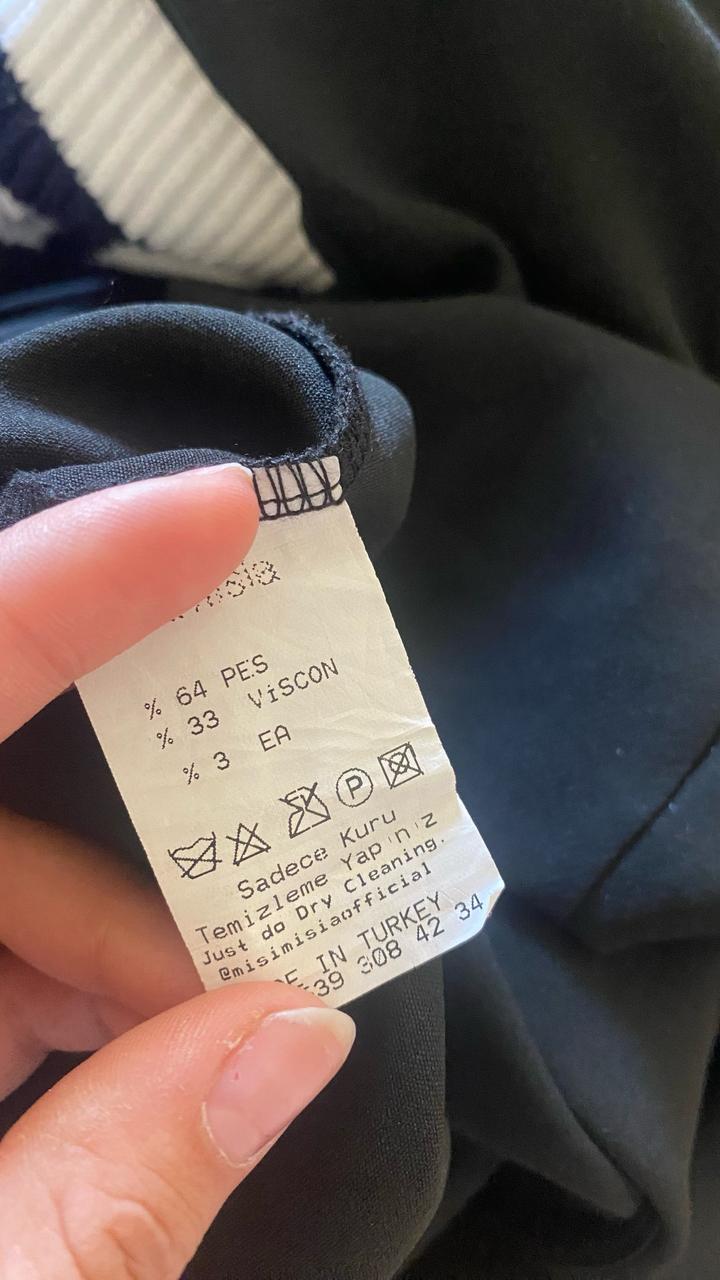 % 64 PES
% 33 ViSCON
% 3 EA
P
Sadece Kuru
Temizleme Yapınız
Just do Dry Cleaning.
@misimisiaofficial
IN TURKEY
39 308 42 34